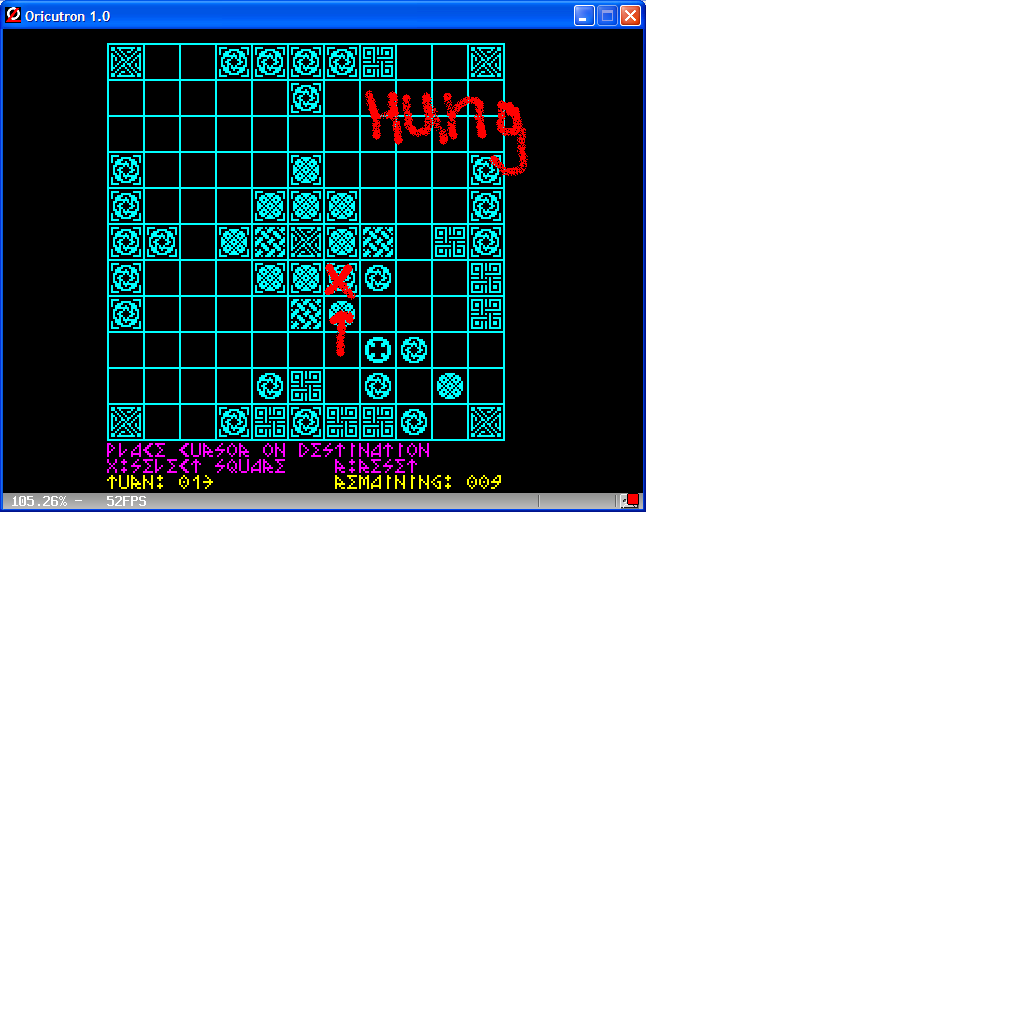 Oricutron 1.0
Hung
X
PLACE CURSOR ON DESTINATION
X:SELECT SQUARE R:RESET
TURN: 017 REMAINING: 009
105.26% - 52FPS